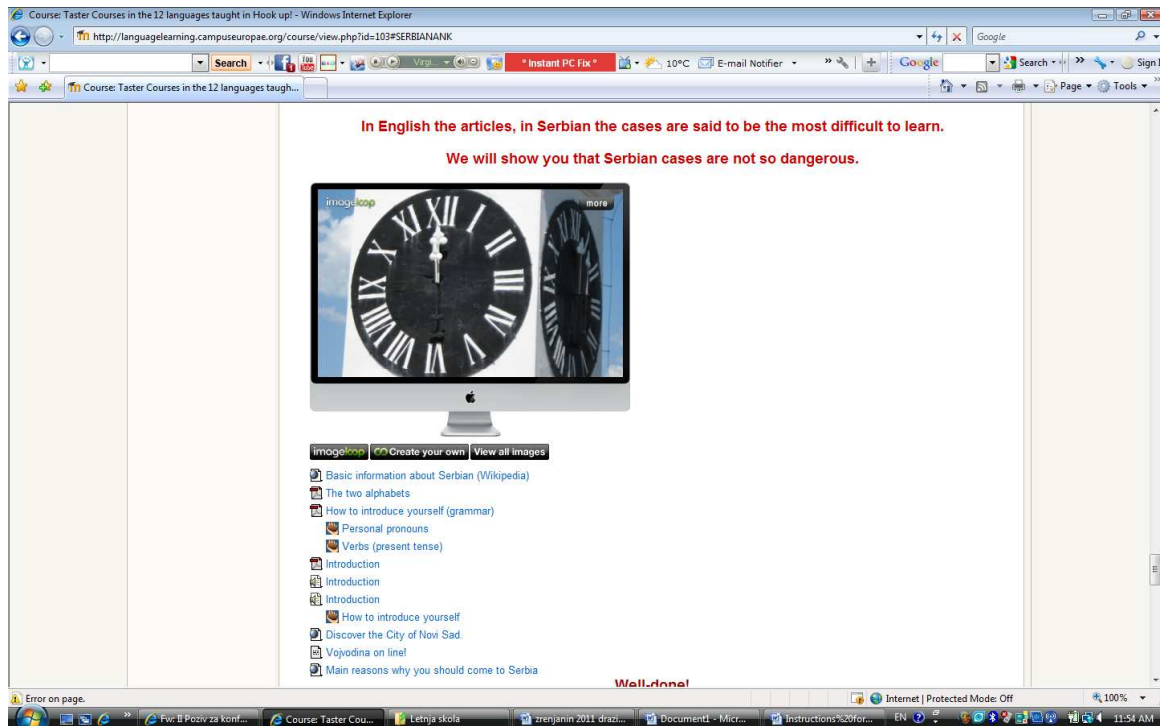 Course: Taster Courses in the 12 languages taught in Hook up! - Windows Internet Explorer
http://languagelearning.campuseuropae.org/course/view.php?id=103#SERBIANANK
Google
Search
Virgi...
* Instant PC Fix *
10°C
E-mail Notifier
Google
Search
Sign I
Course: Taster Courses in the 12 languages taugh...
Page
Tools
In English the articles, in Serbian the cases are said to be the most difficult to learn.
We will show you that Serbian cases are not so dangerous.
imageloop
more
imageloop
Create your own
View all images
Basic information about Serbian (Wikipedia)
The two alphabets
How to introduce yourself (grammar)
Personal pronouns
Verbs (present tense)
Introduction
Introduction
Introduction
How to introduce yourself
Discover the City of Novi Sad.
Vojvodina on line!
Main reasons why you should come to Serbia
Well-done!
Error on page.
Internet | Protected Mode: Off
100%
Fw: II Poziv za konf...
Course: Taster Cou...
Letnja skola
zrenjanin 2011 drazi...
Document1 - Micr...
Instructions%20for...
EN
11:54 AM